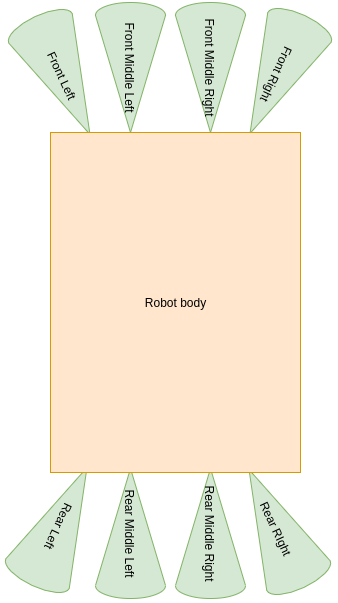 Front Left
Front Middle Left
Front Middle Right
Front Right
Robot body
Rear Left
Rear Middle Left
Rear Middle Right
Rear RIght